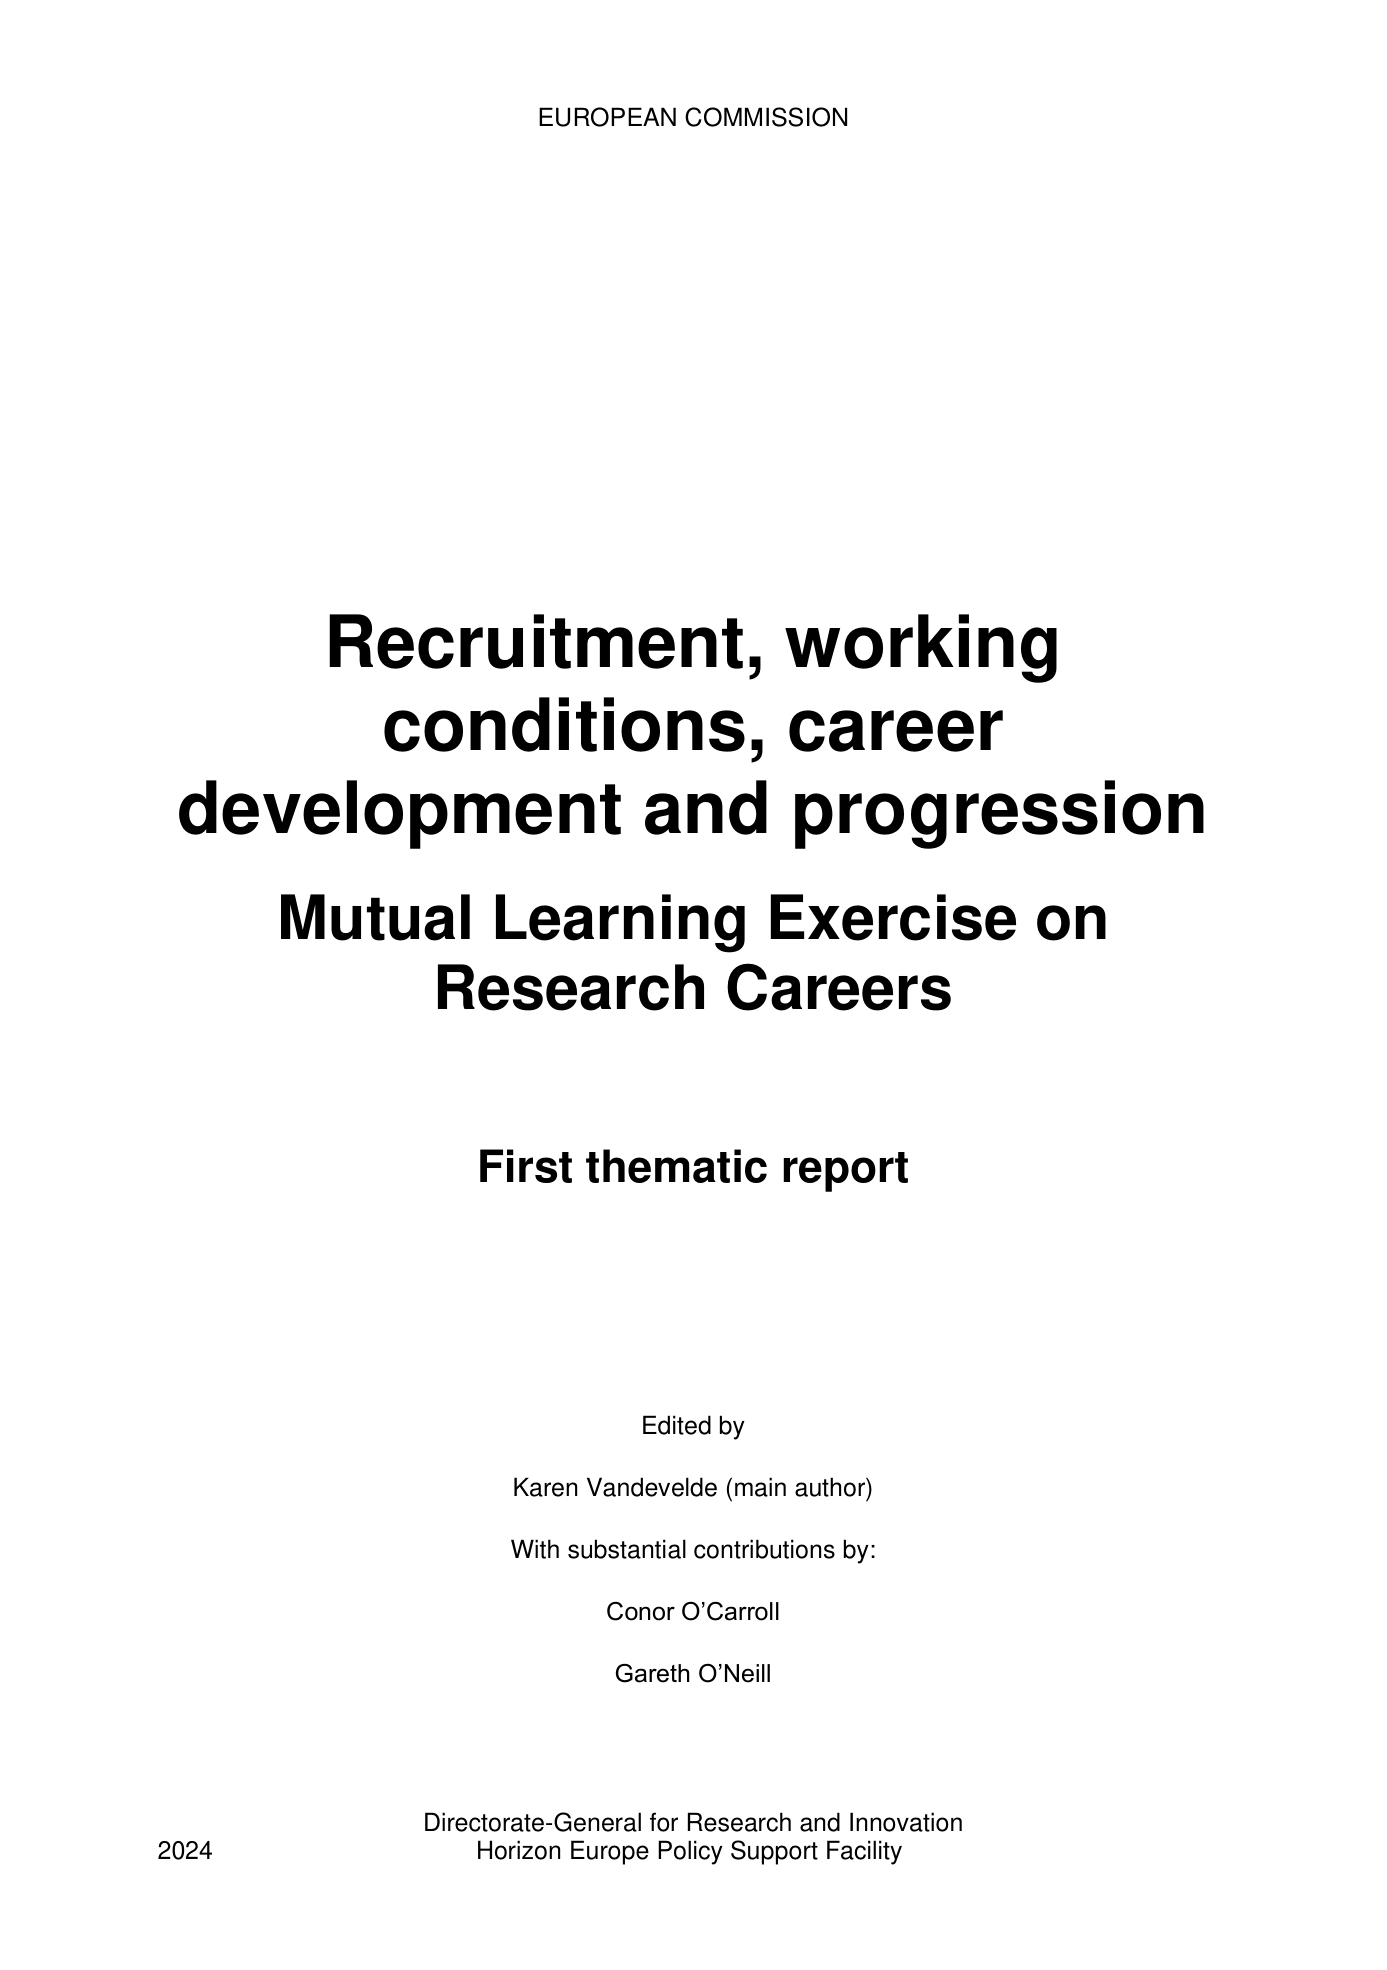 EUROPEAN COMMISSION
Recruitment, working
conditions, career
development and progression
Mutual Learning Exercise on
Research Careers
First thematic report
Edited by
Karen Vandevelde (main author)
With substantial contributions by:
Conor O’Carroll
Gareth O’Neill
Directorate-General for Research and Innovation
2024 Horizon Europe Policy Support Facility